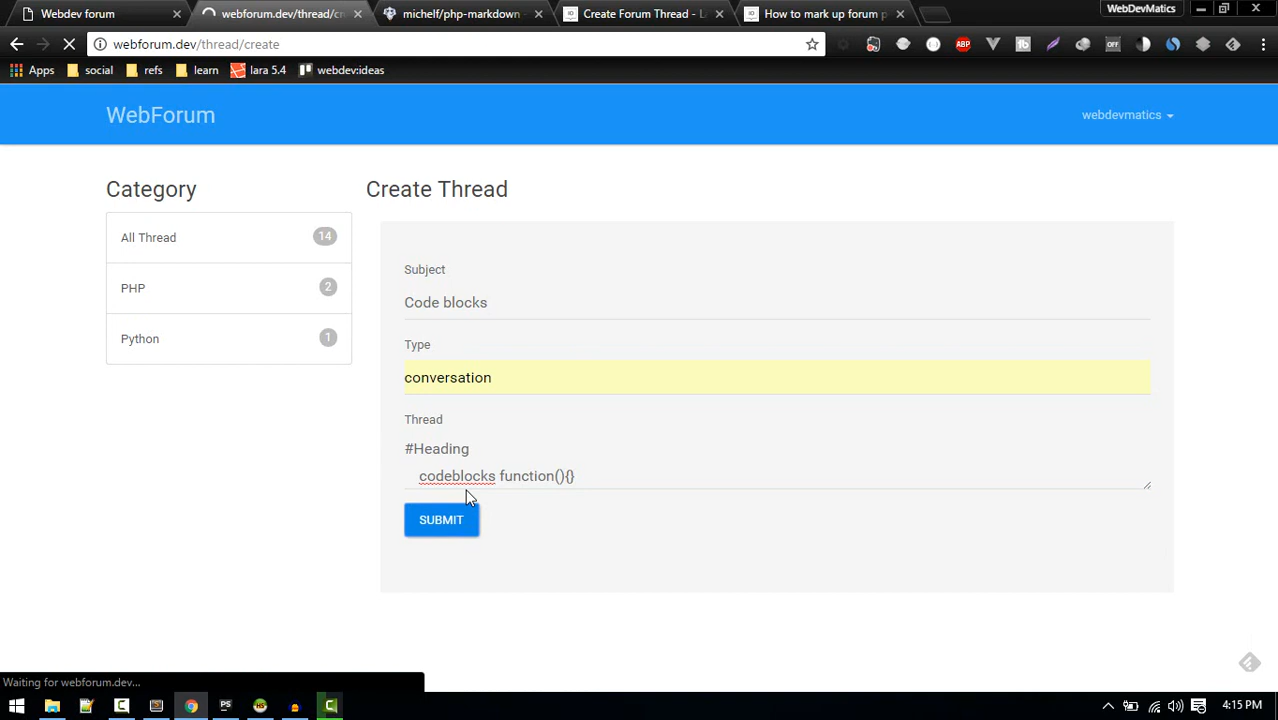 Webdev forum
webforum.dev/thread/cr
michelf/php-markdown
Create Forum Thread - L
How to mark up forum p
WebDevMatics
webforum.dev/thread/create
ABP
OFF
Apps
social
refs
learn
lara 5.4
webdev:ideas
WebForum
webdevmatics
Category
All Thread
14
PHP
2
Python
1
Create Thread
Subject
Code blocks
Type
conversation
Thread
#Heading
codeblocks function(){}
SUBMIT
Waiting for webforum.dev...
4:15 PM